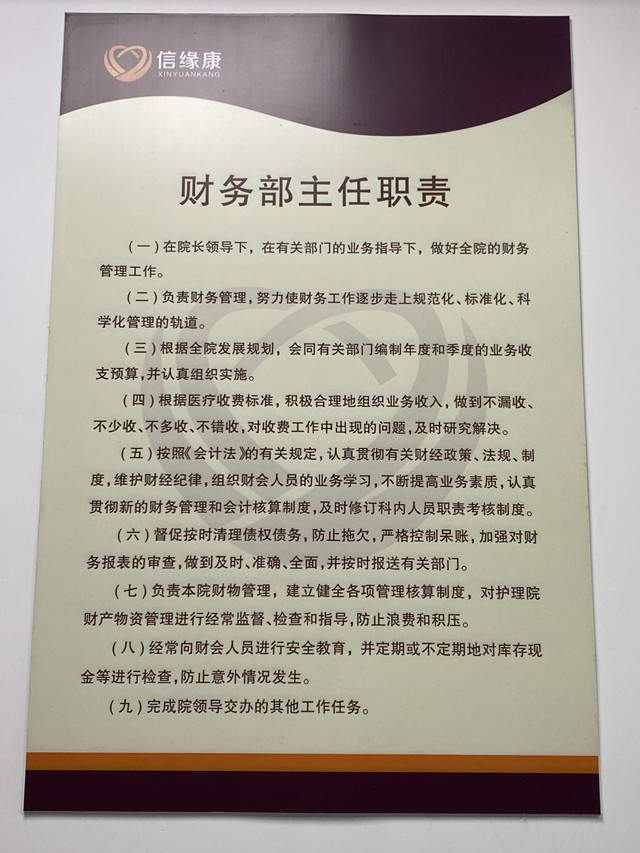 信缘康
XINYUANKANG
财务部主任职责
（一）在院长领导下，在有关部门的业务指导下，做好全院的财务
管理工作。
（二）负责财务管理，努力使财务工作逐步走上规范化、标准化、科
学化管理的轨道。
（三）根据全院发展规划，会同有关部门编制年度和季度的业务收
支预算，并认真组织实施。
（四）根据医疗收费标准，积极合理地组织业务收入，做到不漏收、
不少收、不多收、不错收，对收费工作中出现的问题，及时研究解决。
（五）按照《会计法》的有关规定，认真贯彻有关财经政策、法规、制
度，维护财经纪律，组织财会人员的业务学习，不断提高业务素质，认真
贯彻新的财务管理和会计核算制度，及时修订科内人员职责考核制度。
（六）督促按时清理债权债务，防止拖欠，严格控制呆账，加强对财
务报表的审查，做到及时、准确、全面，并按时报送有关部门。
（七）负责本院财物管理，建立健全各项管理核算制度，对护理院
财产物资管理进行经常监督、检查和指导，防止浪费和积压。
（八）经常向财会人员进行安全教育，并定期或不定期地对库存现
金等进行检查，防止意外情况发生。
（九）完成院领导交办的其他工作任务。